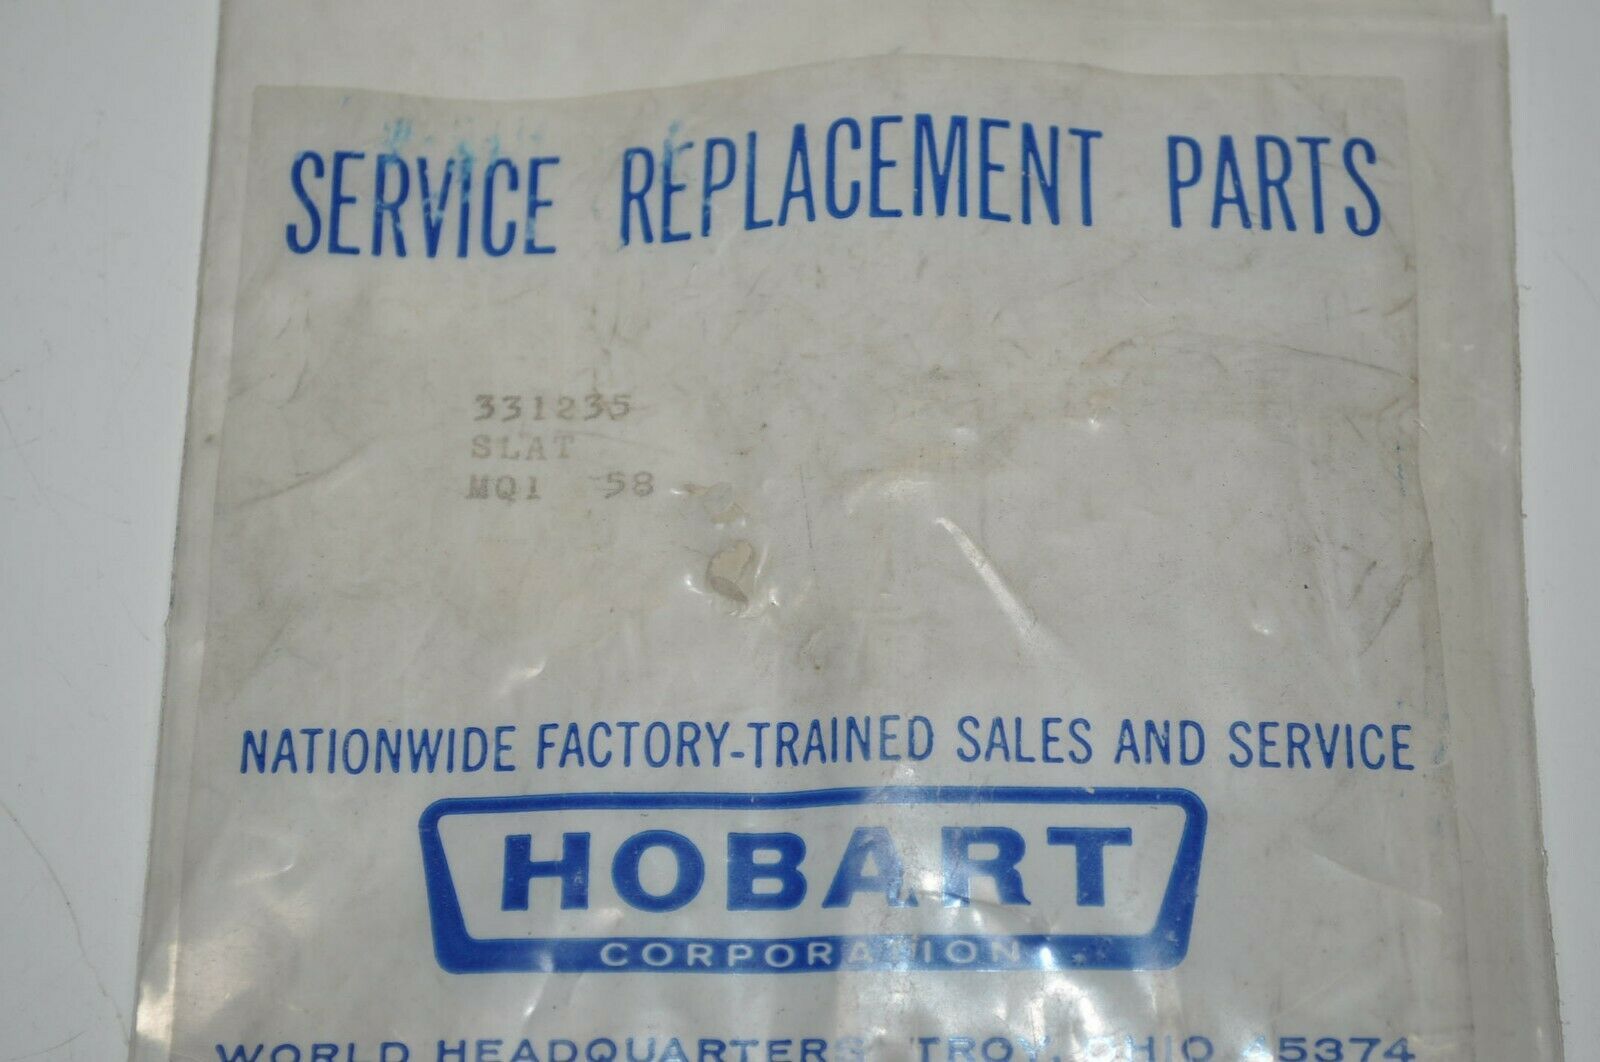 SERVICE REPLACEMENT PARTS
331235
SLAT
MQ1 58
NATIONWIDE FACTORY-TRAINED SALES AND SERVICE
HOBART
CORPORATION
WORLD HEADQUARTERS, TROY, OHIO 45374